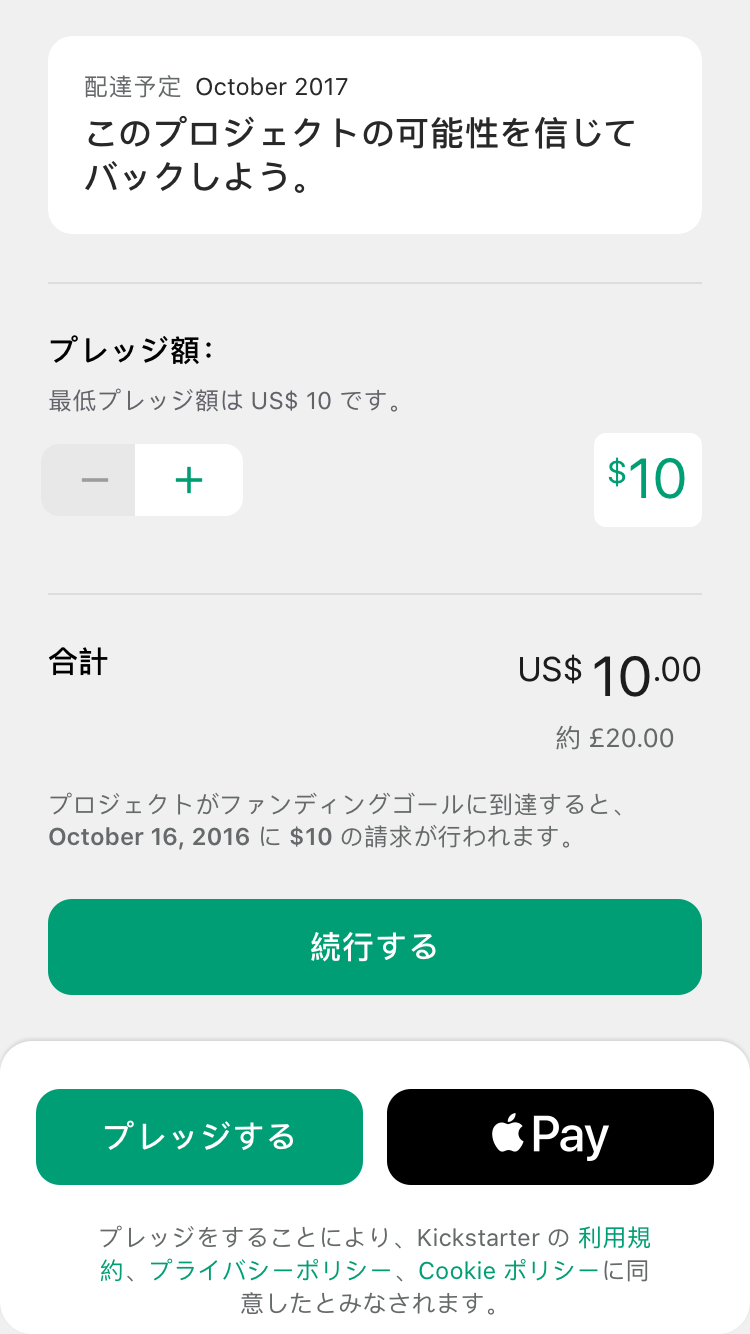 配達予定 October 2017
このプロジェクトの可能性を信じて
バックしよう。
プレッジ額：
最低プレッジ額は US$ 10 です。
− +
$10
合計
US$ 10.00
約 £20.00
プロジェクトがファンディングゴールに到達すると、
October 16, 2016 に $10 の請求が行われます。
続行する
プレッジする
Pay
プレッジをすることにより、Kickstarter の 利用規
約、プライバシーポリシー、Cookie ポリシーに同
意したとみなされます。